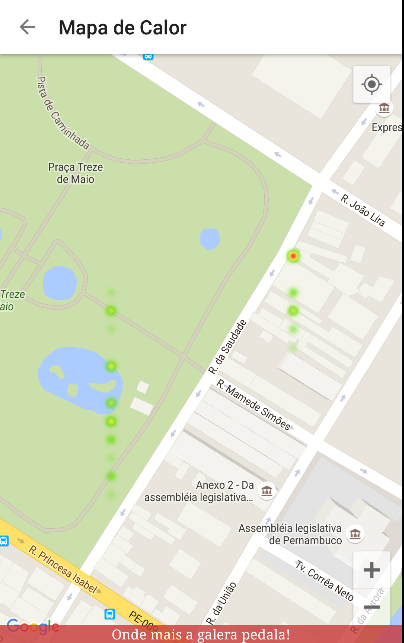 Mapa de Calor
Pista de Caminhada
Praça Treze
de Maio
Expres
R. João Lira
Treze
aio
R. da Saudade
R. Mamede Simões
Anexo 2 - Da
assembléia legislativa...
Assembléia legislativa
de Pernambuco
R. Princesa Isabel
Tv. Corrêa Neto
R. da União
R. da Aurora
PE-00
Google
Onde mais a galera pedala!